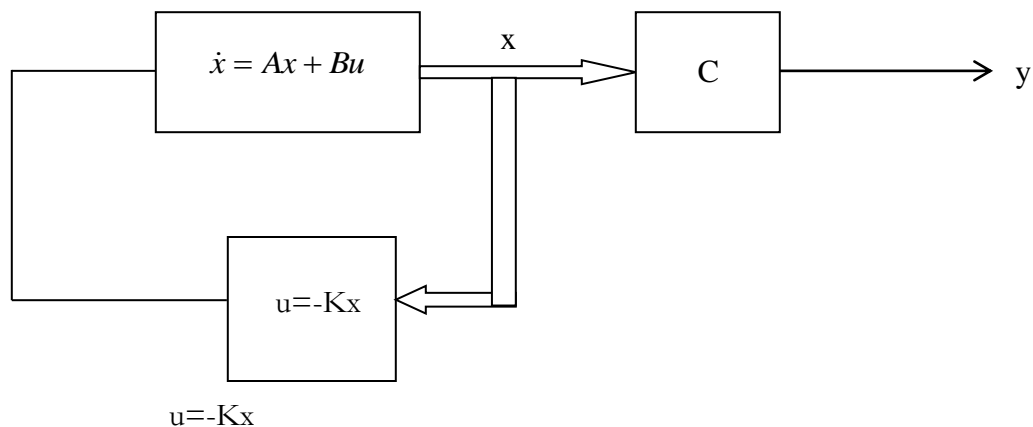 x
ẋ = Ax + Bu
C
y
u=-Kx
u=-Kx